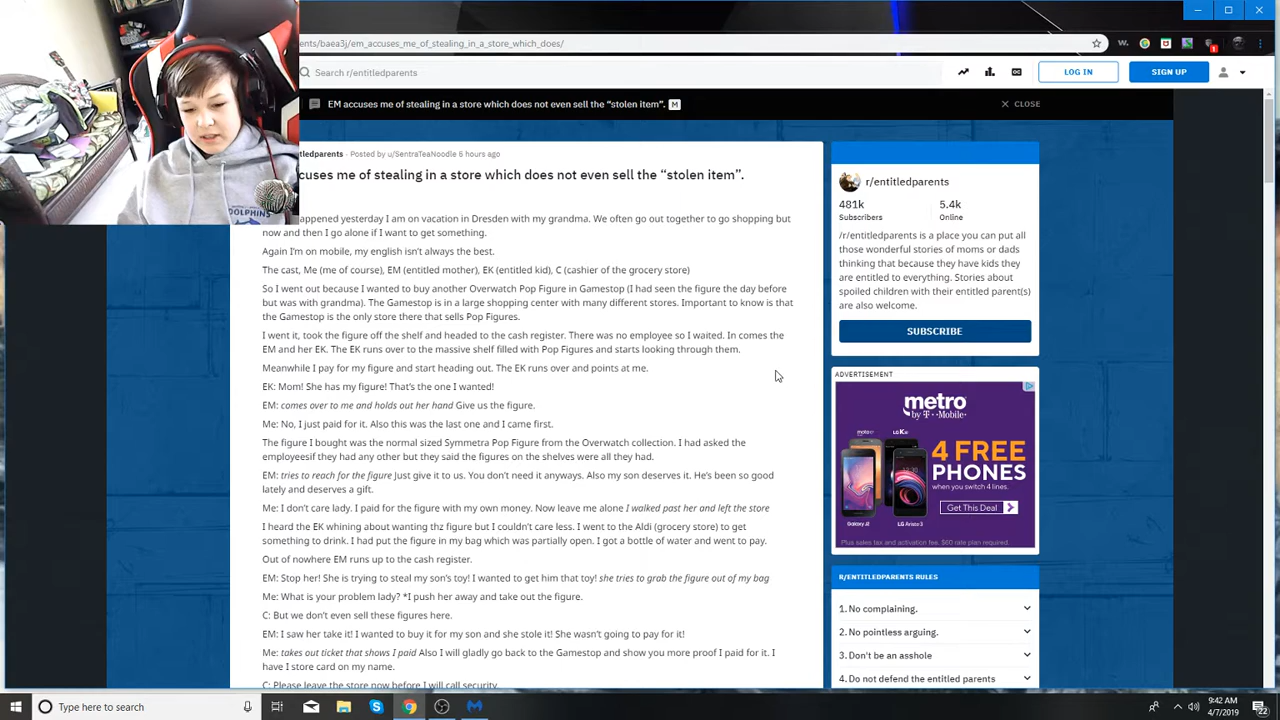 ents/baea3j/em_accuses_me_of_stealing_in_a_store_which_does/
Search r/entitledparents
LOG IN
SIGN UP
EM accuses me of stealing in a store which does not even sell the “stolen item”. M
CLOSE
tledparents · Posted by u/SentraTeaNoodle 6 hours ago
cuses me of stealing in a store which does not even sell the “stolen item”.
appened yesterday I am on vacation in Dresden with my grandma. We often go out together to go shopping but
now and then I go alone if I want to get something.
Again I’m on mobile, my english isn’t always the best.
The cast, Me (me of course), EM (entitled mother), EK (entitled kid), C (cashier of the grocery store)
So I went out because I wanted to buy another Overwatch Pop Figure in Gamestop (I had seen the figure the day before
but was with grandma). The Gamestop is in a large shopping center with many different stores. Important to know is that
the Gamestop is the only store there that sells Pop Figures.
I went it, took the figure off the shelf and headed to the cash register. There was no employee so I waited. In comes the
EM and her EK. The EK runs over to the massive shelf filled with Pop Figures and starts looking through them.
Meanwhile I pay for my figure and start heading out. The EK runs over and points at me.
EK: Mom! She has my figure! That’s the one I wanted!
EM: comes over to me and holds out her hand Give us the figure.
Me: No, I just paid for it. Also this was the last one and I came first.
The figure I bought was the normal sized Symmetra Pop Figure from the Overwatch collection. I had asked the
employeesif they had any other but they said the figures on the shelves were all they had.
EM: tries to reach for the figure Just give it to us. You don’t need it anyways. Also my son deserves it. He’s been so good
lately and deserves a gift.
Me: I don’t care lady. I paid for the figure with my own money. Now leave me alone I walked past her and left the store
I heard the EK whining about wanting thz figure but I couldn’t care less. I went to the Aldi (grocery store) to get
something to drink. I had put the figure in my bag which was partially open. I got a bottle of water and went to pay.
Out of nowhere EM runs up to the cash register.
EM: Stop her! She is trying to steal my son’s toy! I wanted to get him that toy! she tries to grab the figure out of my bag
Me: What is your problem lady? *I push her away and take out the figure.
C: But we don’t even sell these figures here.
EM: I saw her take it! I wanted to buy it for my son and she stole it! She wasn’t going to pay for it!
Me: takes out ticket that shows I paid Also I will gladly go back to the Gamestop and show you more proof I paid for it. I
have I store card on my name.
C: Please leave the store now before I will call security.
r/entitledparents
481k
5.4k
Subscribers
Online
/r/entitledparents is a place you can put all
those wonderful stories of moms or dads
thinking that because they have kids they
are entitled to everything. Stories about
spoiled children with their entitled parent(s)
are also welcome.
SUBSCRIBE
ADVERTISEMENT
metro
by T-Mobile
4 FREE
PHONES
when you switch 4 lines.
Get This Deal
Plus sales tax and activation fee. $60 rate plan required.
R/ENTITLEDPARENTS RULES
1. No complaining.
2. No pointless arguing.
3. Don't be an asshole
4. Do not defend the entitled parents
DOLPHINS
Type here to search
9:42 AM
4/7/2019
22